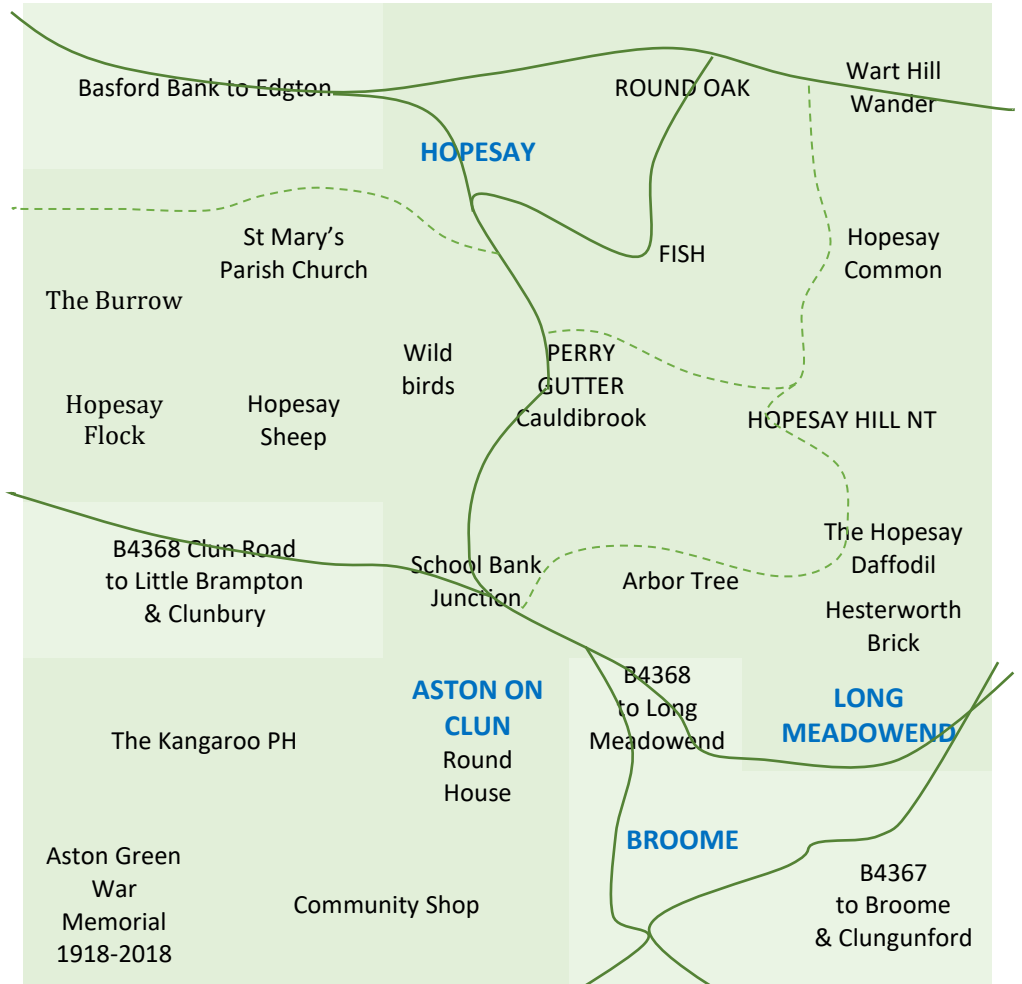 Basford Bank to Edgton
ROUND OAK
Wart Hill
Wander
HOPESAY
St Mary’s
Parish Church
FISH
Hopesay
Common
The Burrow
Wild
birds
PERRY
GUTTER
Cauldibrook
Hopesay
Flock
Hopesay
Sheep
HOPESAY HILL NT
B4368 Clun Road
to Little Brampton
& Clunbury
School Bank
Junction
Arbor Tree
The Hopesay
Daffodil
Hesterworth
Brick
ASTON ON
CLUN
Round
House
B4368
to Long
Meadowend
LONG
MEADOWEND
The Kangaroo PH
BROOME
Aston Green
War
Memorial
1918-2018
Community Shop
B4367
to Broome
& Clungunford